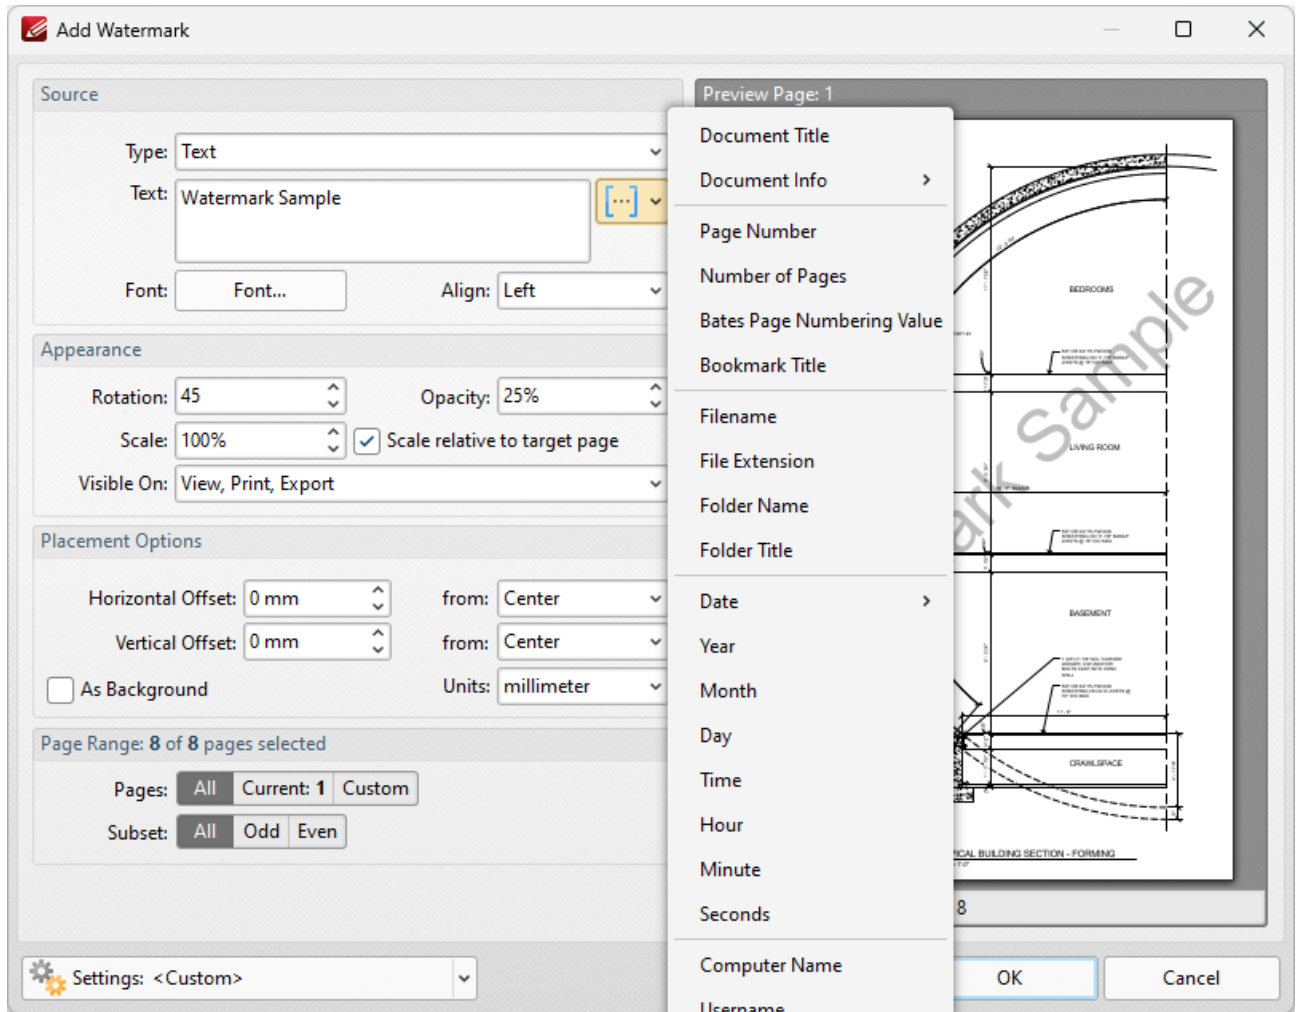 Add Watermark
Source
Type: Text
Text: Watermark Sample
Font: Font... Align: Left
Appearance
Rotation: 45 Opacity: 25%
Scale: 100% Scale relative to target page
Visible On: View, Print, Export
Placement Options
Horizontal Offset: 0 mm from: Center
Vertical Offset: 0 mm from: Center
As Background Units: millimeter
Page Range: 8 of 8 pages selected
Pages: All Current: 1 Custom
Subset: All Odd Even
Settings: <Custom>
Document Title
Document Info
Page Number
Number of Pages
Bates Page Numbering Value
Bookmark Title
Filename
File Extension
Folder Name
Folder Title
Date
Year
Month
Day
Time
Hour
Minute
Seconds
Computer Name
Username
Preview Page: 1
BEDROOMS
ark Sample
LIVING ROOM
BASEMENT
CRAWLSPACE
ICAL BUILDING SECTION - FORMING
8
OK
Cancel